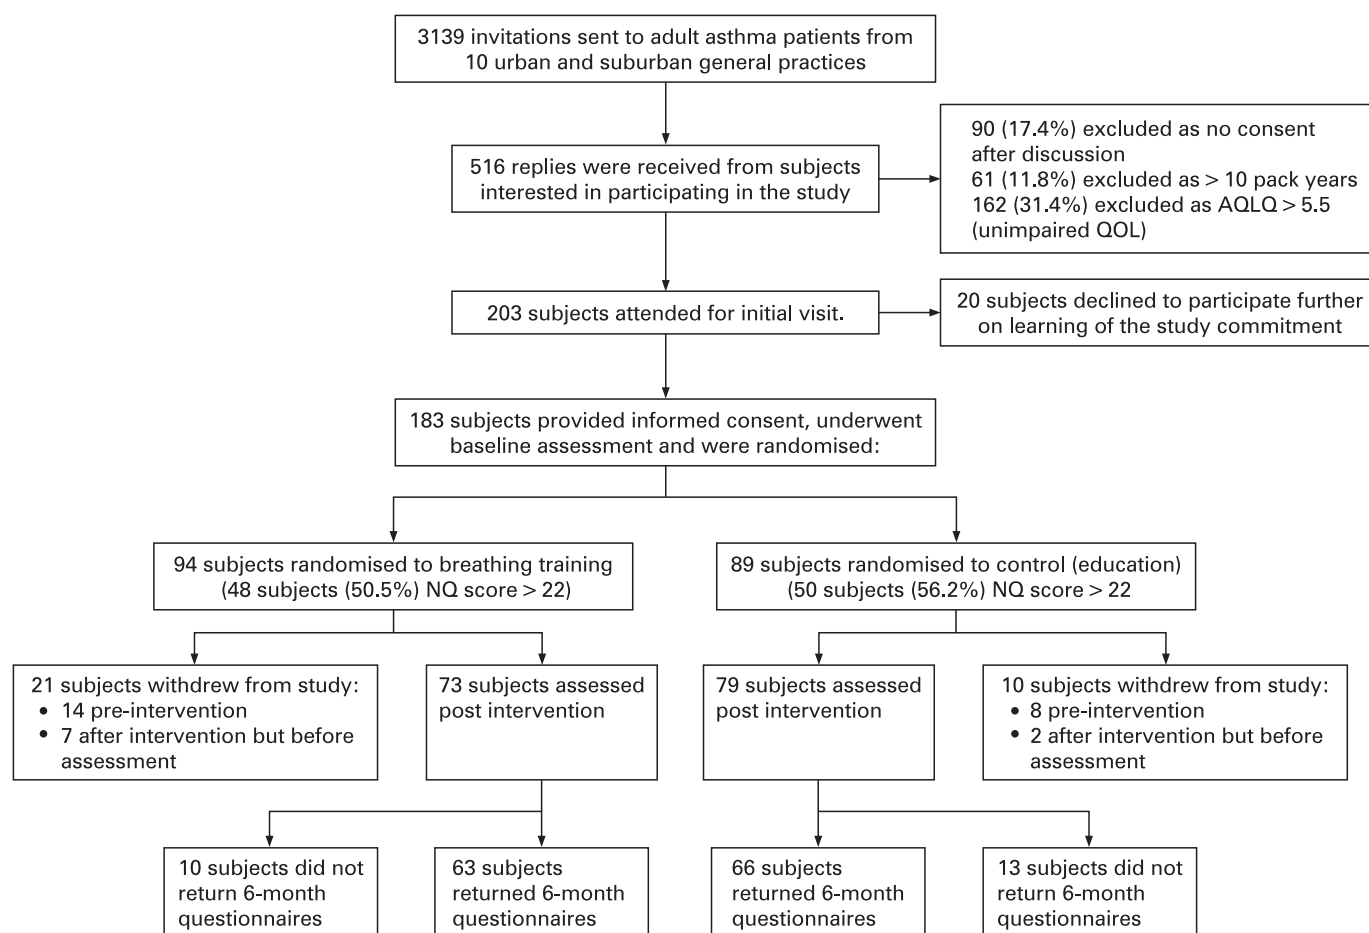 3139 invitations sent to adult asthma patients from
10 urban and suburban general practices
516 replies were received from subjects
interested in participating in the study
90 (17.4%) excluded as no consent
after discussion
61 (11.8%) excluded as > 10 pack years
162 (31.4%) excluded as AQLQ > 5.5
(unimpaired QOL)
203 subjects attended for initial visit.
20 subjects declined to participate further
on learning of the study commitment
183 subjects provided informed consent, underwent
baseline assessment and were randomised:
94 subjects randomised to breathing training
(48 subjects (50.5%) NQ score > 22)
89 subjects randomised to control (education)
(50 subjects (56.2%) NQ score > 22
21 subjects withdrew from study:
• 14 pre-intervention
• 7 after intervention but before
assessment
73 subjects assessed
post intervention
79 subjects assessed
post intervention
10 subjects withdrew from study:
• 8 pre-intervention
• 2 after intervention but before
assessment
10 subjects did not
return 6-month
questionnaires
63 subjects
returned 6-month
questionnaires
66 subjects
returned 6-month
questionnaires
13 subjects did not
return 6-month
questionnaires